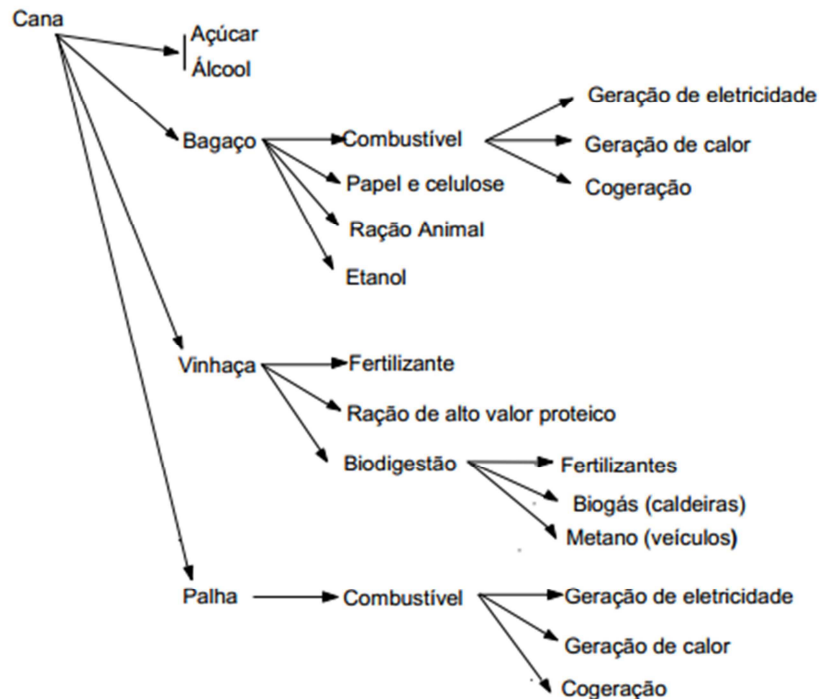 Cana
Açúcar
Álcool
Bagaço
Combustível
Geração de eletricidade
Geração de calor
Cogeração
Papel e celulose
Ração Animal
Etanol
Vinhaça
Fertilizante
Ração de alto valor proteico
Biodigestão
Fertilizantes
Biogás (caldeiras)
Metano (veículos)
Palha
Combustível
Geração de eletricidade
Geração de calor
Cogeração